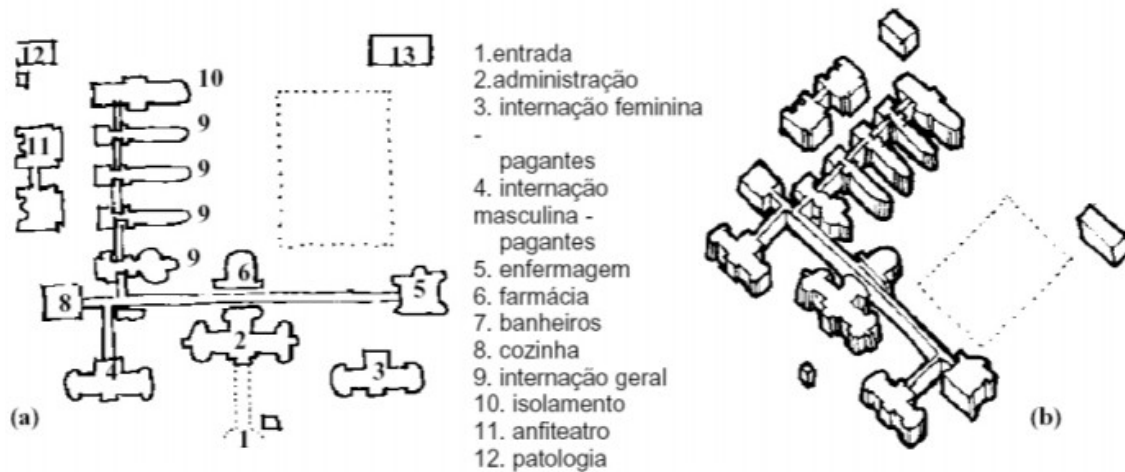 12
13
10
9
11
9
9
9
6
8
5
2
4
3
(a)
1
1.entrada
2.administração
3. internação feminina
-
pagantes
4. internação
masculina -
pagantes
5. enfermagem
6. farmácia
7. banheiros
8. cozinha
9. internação geral
10. isolamento
11. anfiteatro
12. patologia
(b)